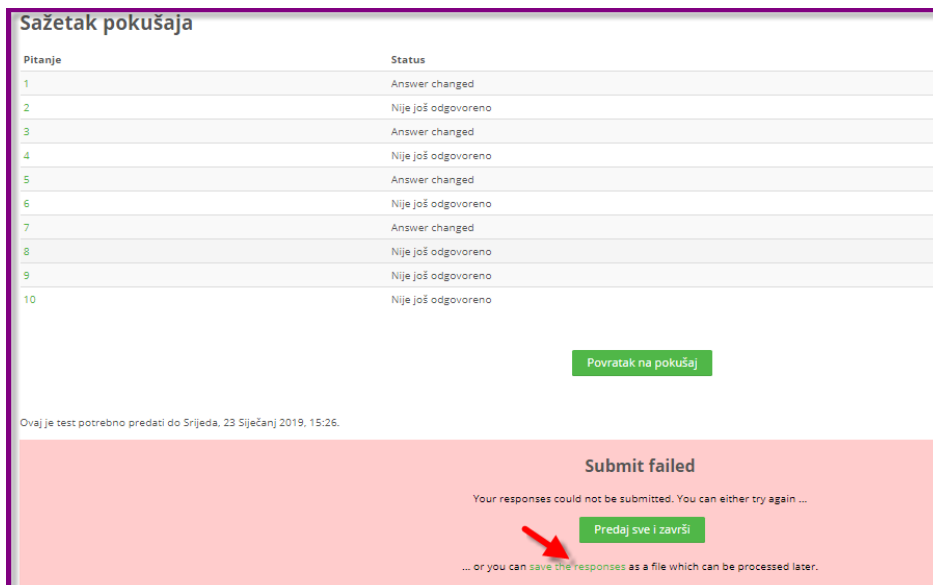 Sažetak pokušaja
Pitanje Status
1 Answer changed
2 Nije još odgovoreno
3 Answer changed
4 Nije još odgovoreno
5 Answer changed
6 Nije još odgovoreno
7 Answer changed
8 Nije još odgovoreno
9 Nije još odgovoreno
10 Nije još odgovoreno
Povratak na pokušaj
Ovaj je test potrebno predati do Srijeda, 23 Siječanj 2019, 15:26.
Submit failed
Your responses could not be submitted. You can either try again ...
Predaj sve i završi
... or you can save the responses as a file which can be processed later.